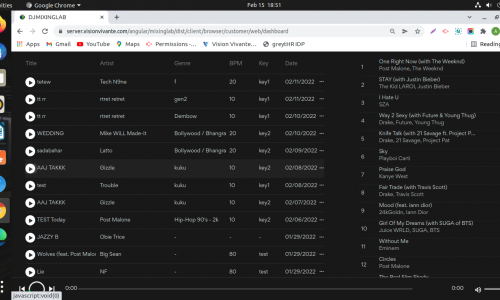 Google Chrome
Feb 15 18:51
DJMIXINGLAB
server.visionvivante.com/angular/mixinglab/dist/client/browser/customer/web/dashboard
Apps Gmail YouTube Maps Permissions -... Vision Vivante... greytHR IDP Reading
Title Artist Genre BPM Key Date
tetew Tech N9ne f 20 key1 02/11/2022
tt rr rtret retret gen2 10 key1 02/11/2022
tt rr rtret retret Dembow 10 key1 02/10/2022
WEDDING Mike WiLL Made-It Bollywood / Bhangra 20 key2 02/10/2022
sadabahar Latto Bollywood / Bhangra 20 key2 02/09/2022
AAJ TAKKK Gizzle kuku 10 key2 02/08/2022
test Trouble kuku 10 key1 02/08/2022
AAJ TAKKK Gizzle kuku 10 key2 02/07/2022
TEST Today Post Malone Hip-Hop 90's - 2k 10 key2 02/06/2022
JAZZY B Obie Trice - - - 01/29/2022
Wolves (feat. Post Malo Big Sean - 80 test 01/29/2022
Lie NF - 80 test 01/29/2022
1 One Right Now (with The Weeknd)
Post Malone, The Weeknd
2 STAY (with Justin Bieber)
The Kid LAROI, Justin Bieber
3 I Hate U
SZA
4 Way 2 Sexy (with Future & Young Thug)
Drake, Future, Young Thug
5 Knife Talk (with 21 Savage ft. Project P...
Drake, 21 Savage, Project Pat
6 Sky
Playboi Carti
7 Praise God
Kanye West
8 Fair Trade (with Travis Scott)
Drake, Travis Scott
9 Mood (feat. iann dior)
24kGoldn, Iann Dior
10 Girl Of My Dreams (with SUGA of BTS)
Juice WRLD, SUGA, BTS
11 Without Me
Eminem
12 Circles
Post Malone
The Real Slim Shady
0:00 0:00
javascript:void(0)